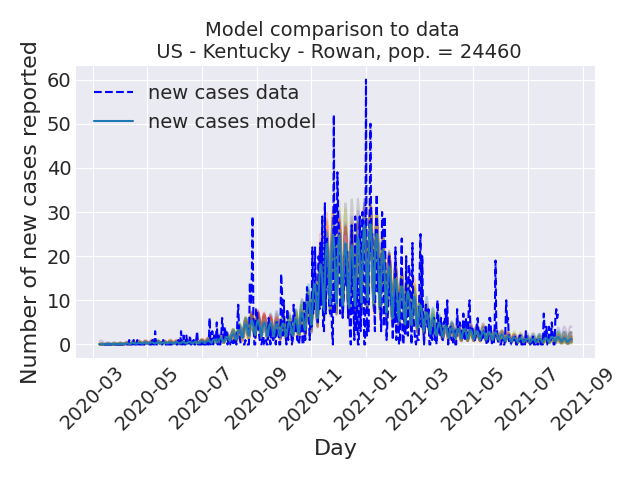 Model comparison to data
US - Kentucky - Rowan, pop. = 24460
Number of new cases reported
60
50
40
30
20
10
0
new cases data
new cases model
2020-03
2020-05
2020-07
2020-09
2020-11
2021-01
2021-03
2021-05
2021-07
2021-09
Day